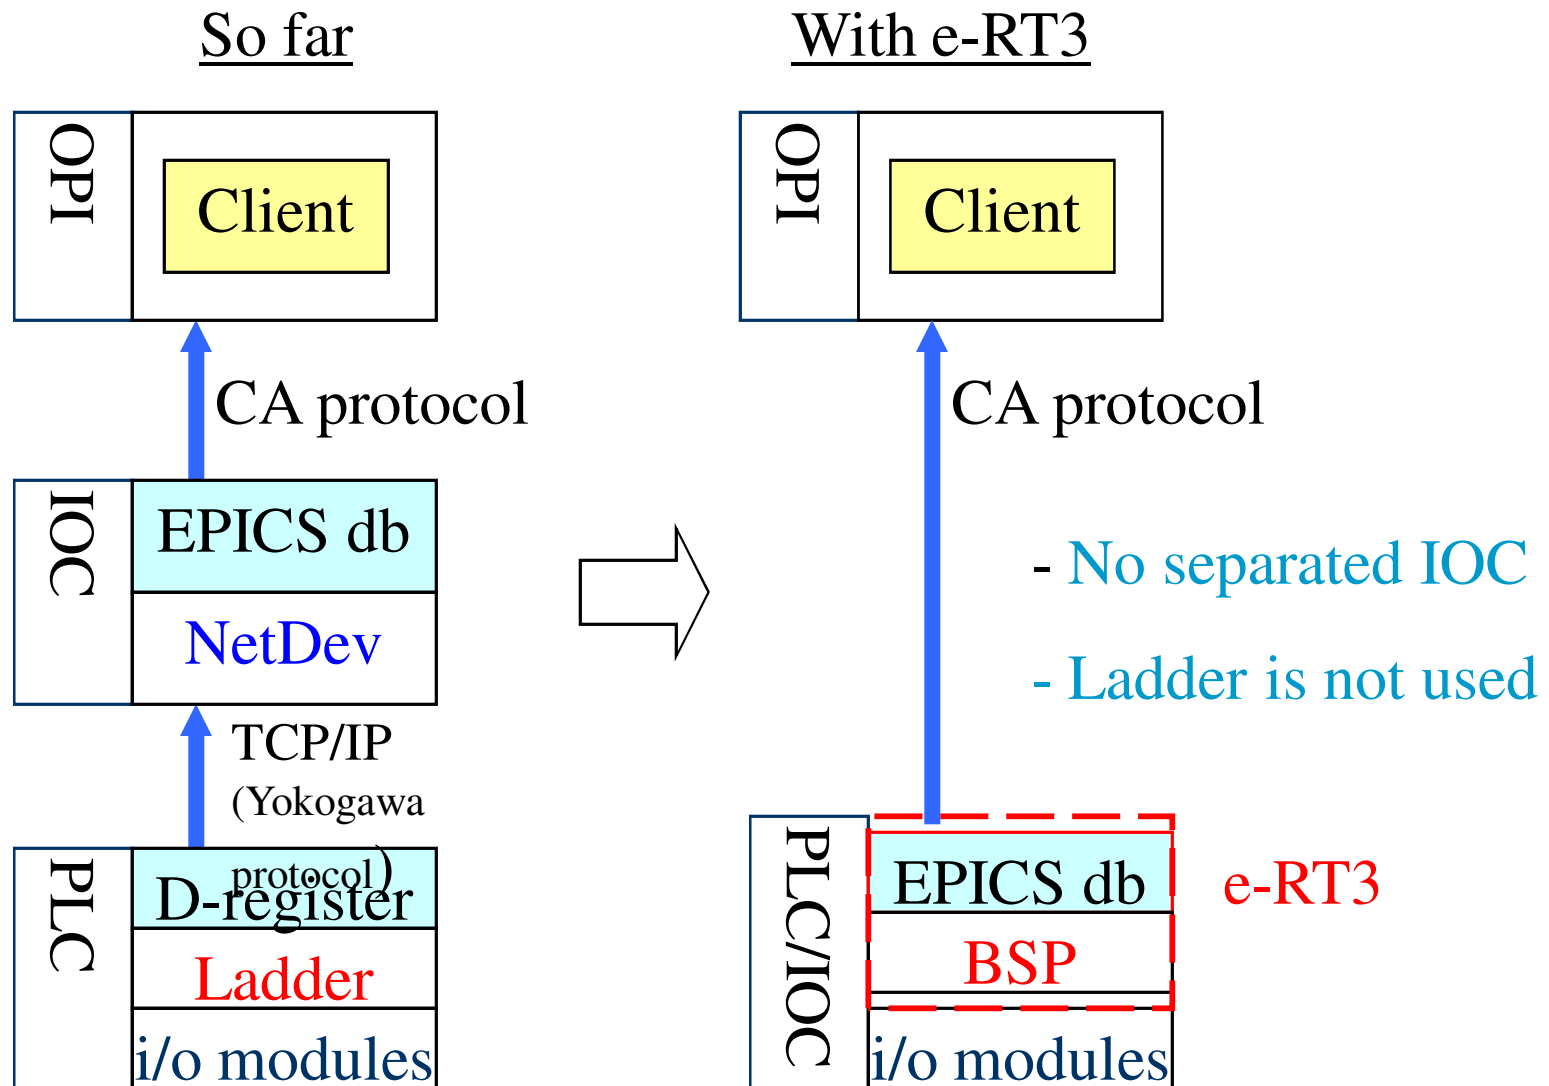 So far
OPI
Client
CA protocol
IOC
EPICS db
NetDev
TCP/IP
(Yokogawa
protocol)
PLC
D-register
Ladder
i/o modules
With e-RT3
OPI
Client
CA protocol
- No separated IOC
- Ladder is not used
PLC/IOC
EPICS db
e-RT3
BSP
i/o modules